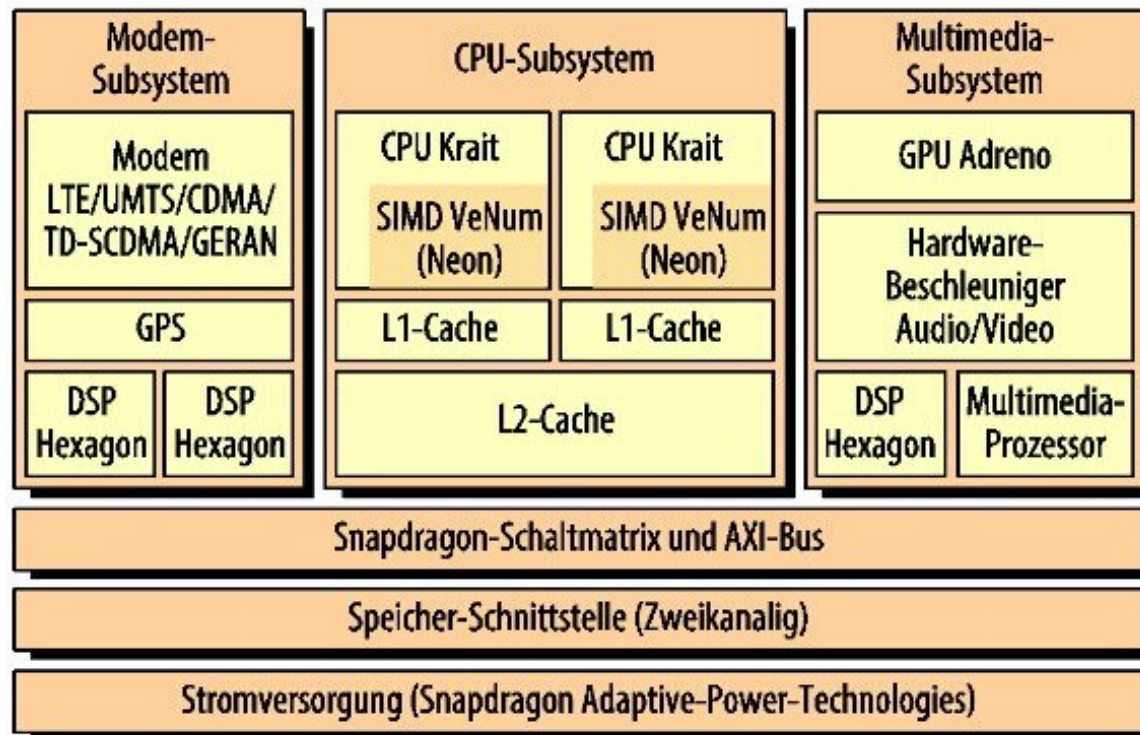 Modem-
Subsystem
Modem
LTE/UMTS/CDMA/
TD-SCDMA/GERAN
GPS
DSP
Hexagon
DSP
Hexagon
CPU-Subsystem
CPU Krait
SIMD VeNum
(Neon)
CPU Krait
SIMD VeNum
(Neon)
L1-Cache
L1-Cache
L2-Cache
Multimedia-
Subsystem
GPU Adreno
Hardware-
Beschleuniger
Audio/Video
DSP
Hexagon
Multimedia-
Prozessor
Snapdragon-Schaltmatrix und AXI-Bus
Speicher-Schnittstelle (Zweikanalig)
Stromversorgung (Snapdragon Adaptive-Power-Technologies)